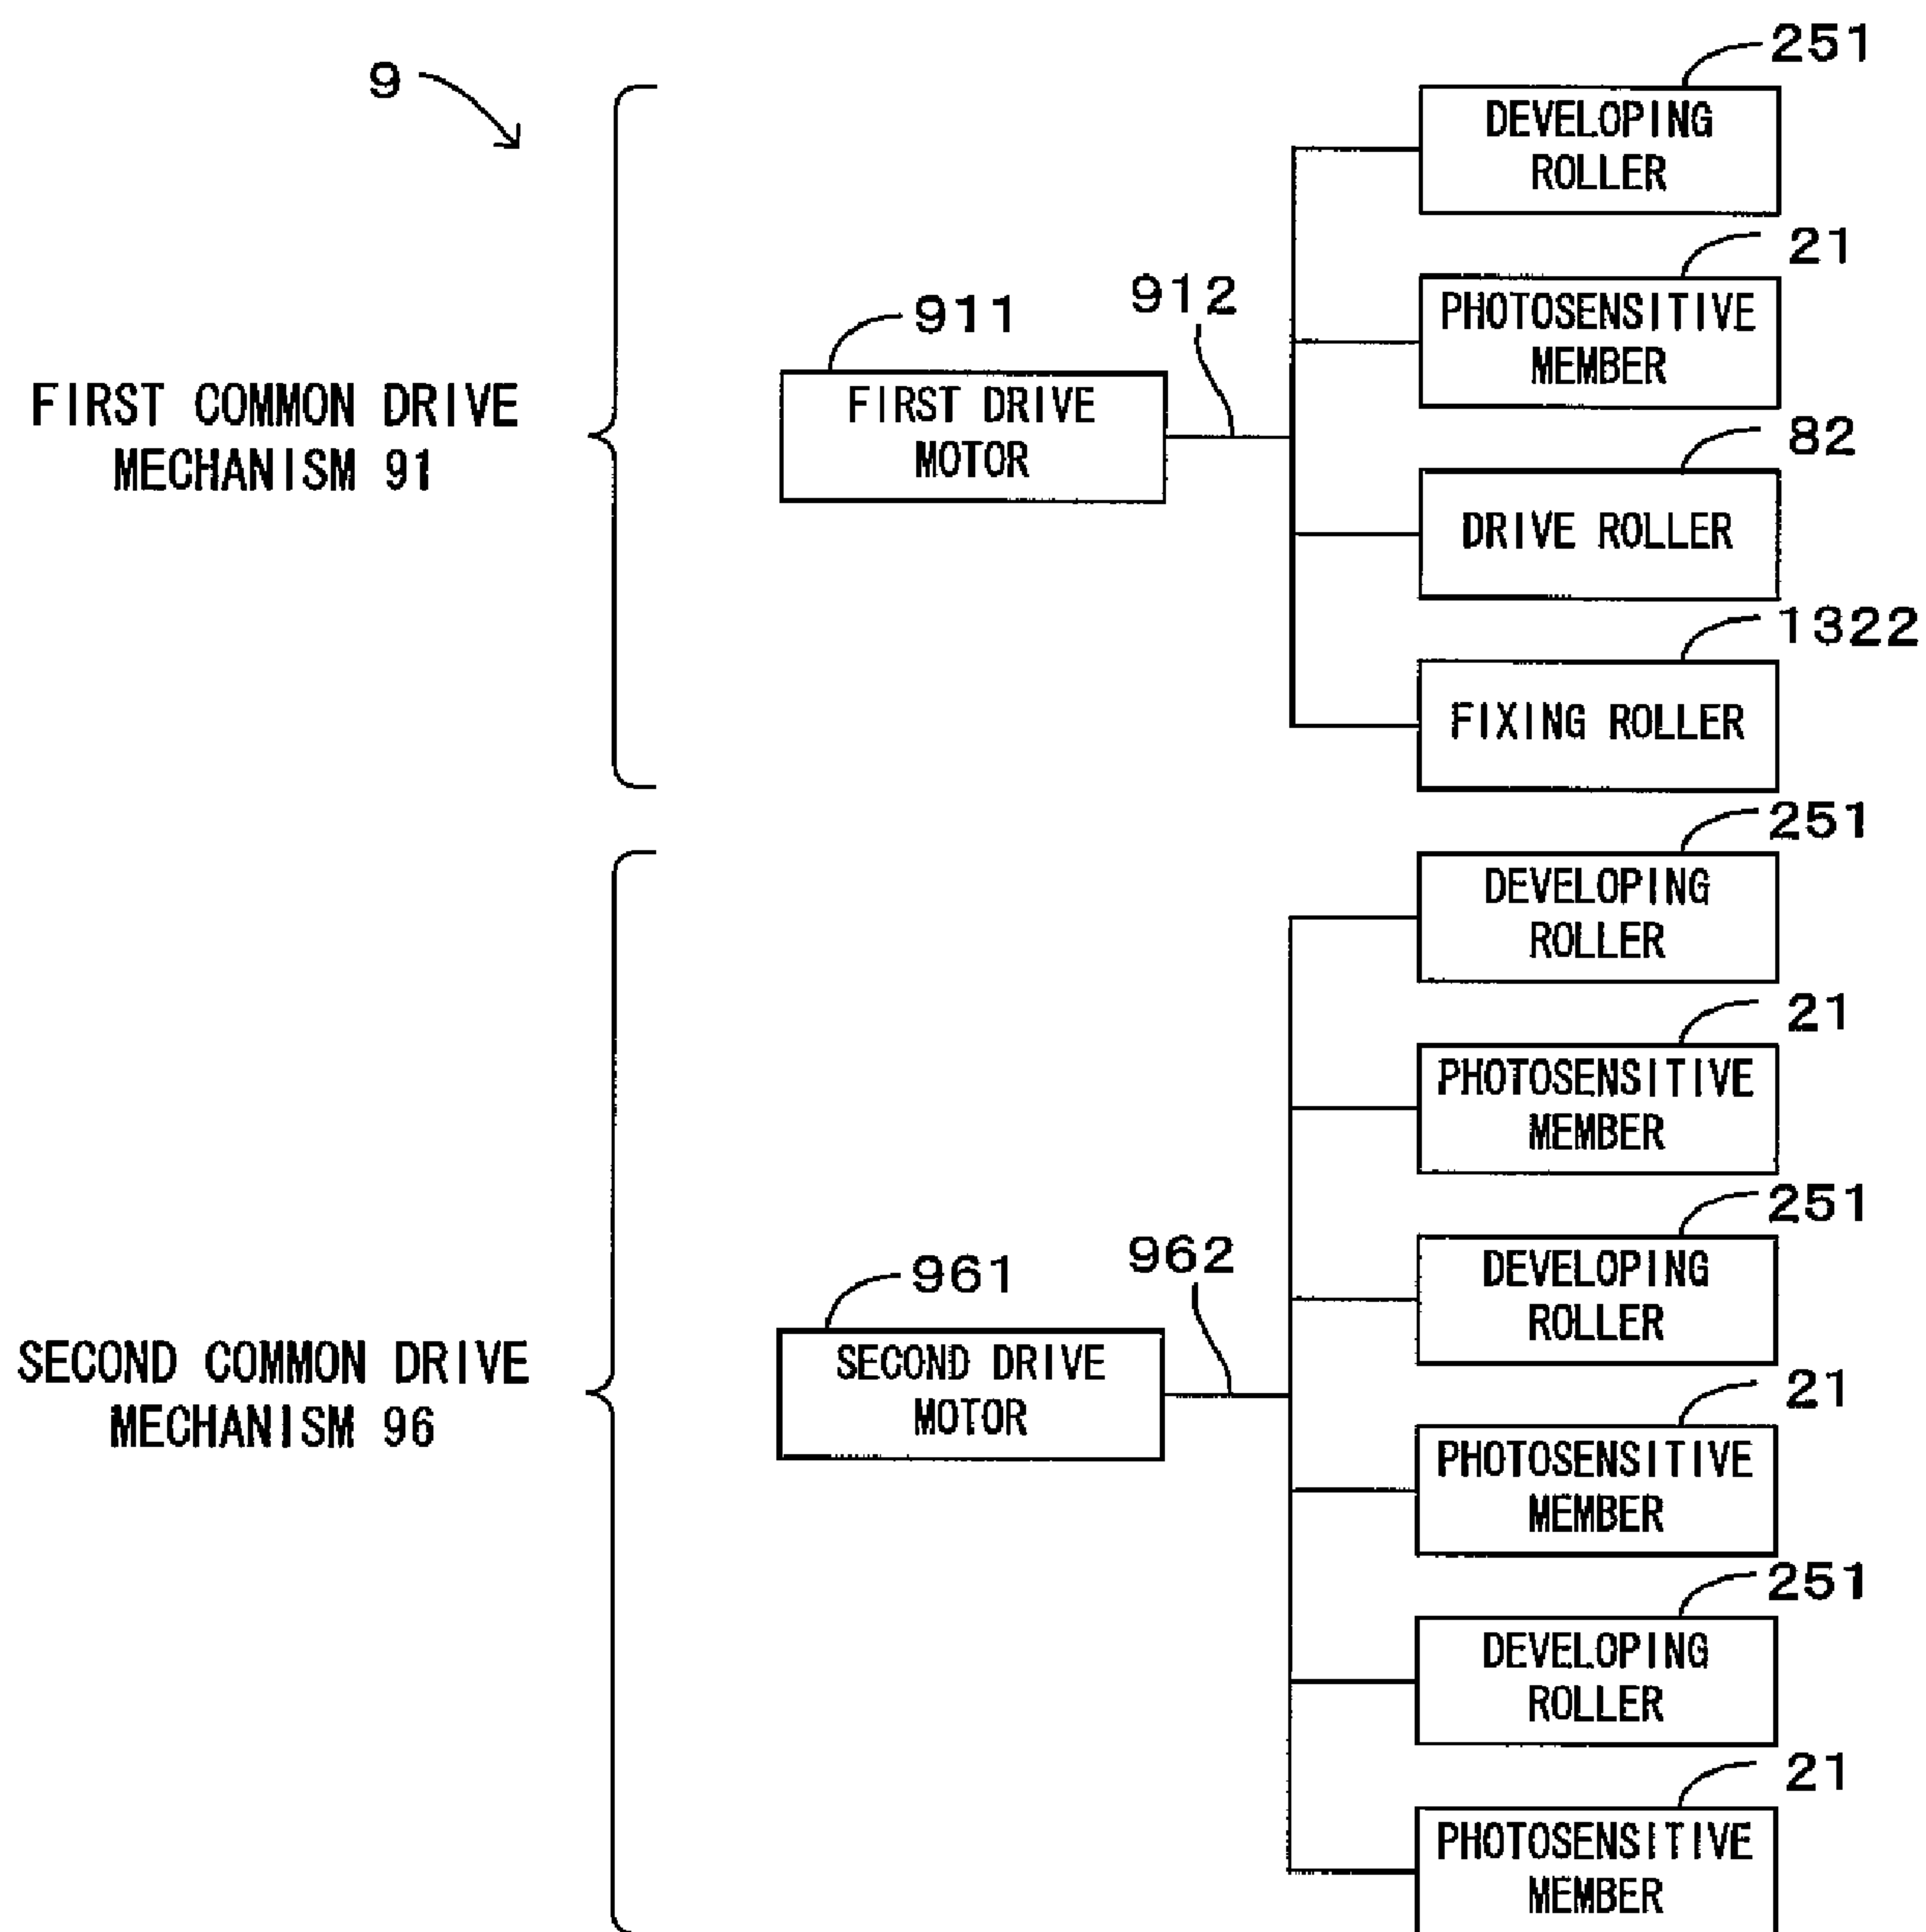 9
251
DEVELOPING
ROLLER
21
PHOTOSENSITIVE
MEMBER
FIRST COMMON DRIVE
MECHANISM 91
911
FIRST DRIVE
MOTOR
912
82
DRIVE ROLLER
1322
FIXING ROLLER
251
DEVELOPING
ROLLER
21
PHOTOSENSITIVE
MEMBER
SECOND COMMON DRIVE
MECHANISM 96
961
SECOND DRIVE
MOTOR
962
251
DEVELOPING
ROLLER
21
PHOTOSENSITIVE
MEMBER
251
DEVELOPING
ROLLER
21
PHOTOSENSITIVE
MEMBER